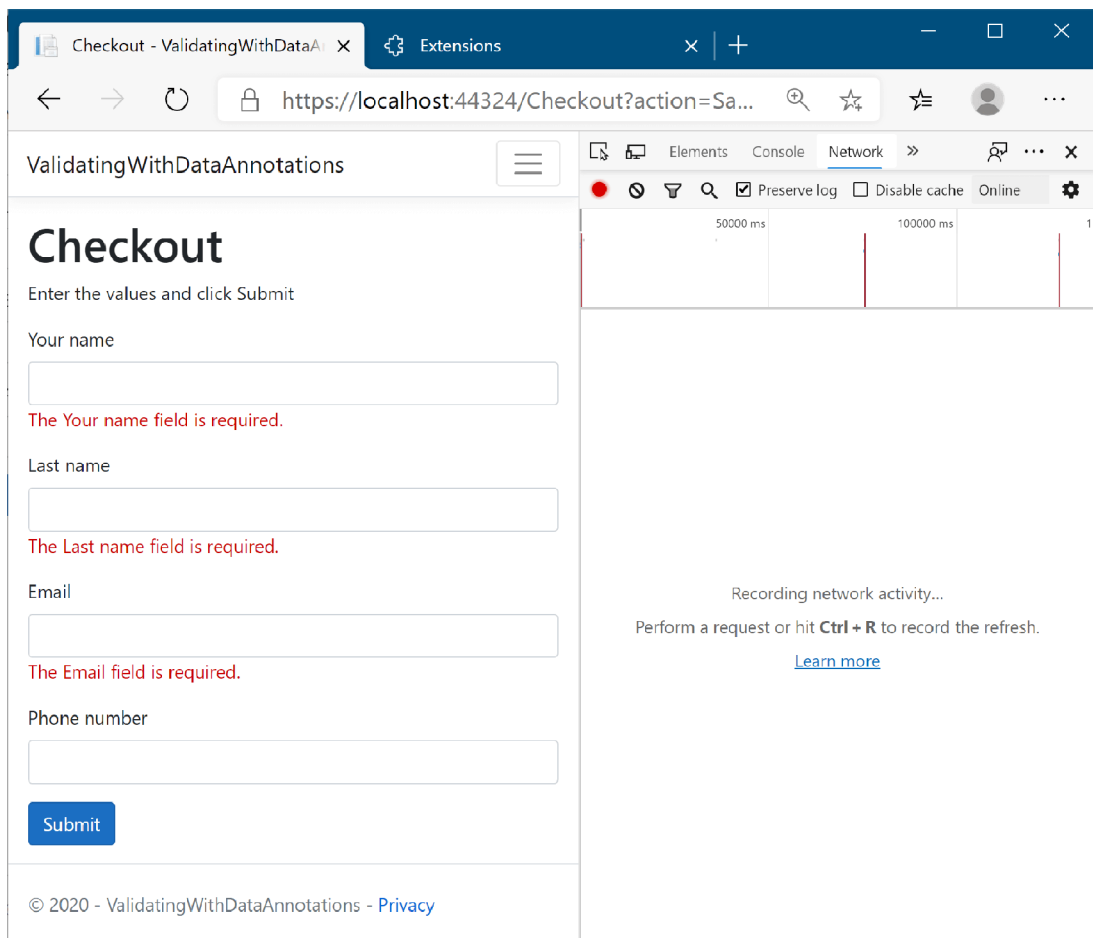 Checkout - ValidatingWithDataA
Extensions
https://localhost:44324/Checkout?action=Sa...
ValidatingWithDataAnnotations
Elements Console Network
Preserve log Disable cache Online
50000 ms 100000 ms 1
Checkout
Enter the values and click Submit
Your name
The Your name field is required.
Last name
The Last name field is required.
Email
The Email field is required.
Phone number
Submit
© 2020 - ValidatingWithDataAnnotations - Privacy
Recording network activity...
Perform a request or hit Ctrl + R to record the refresh.
Learn more